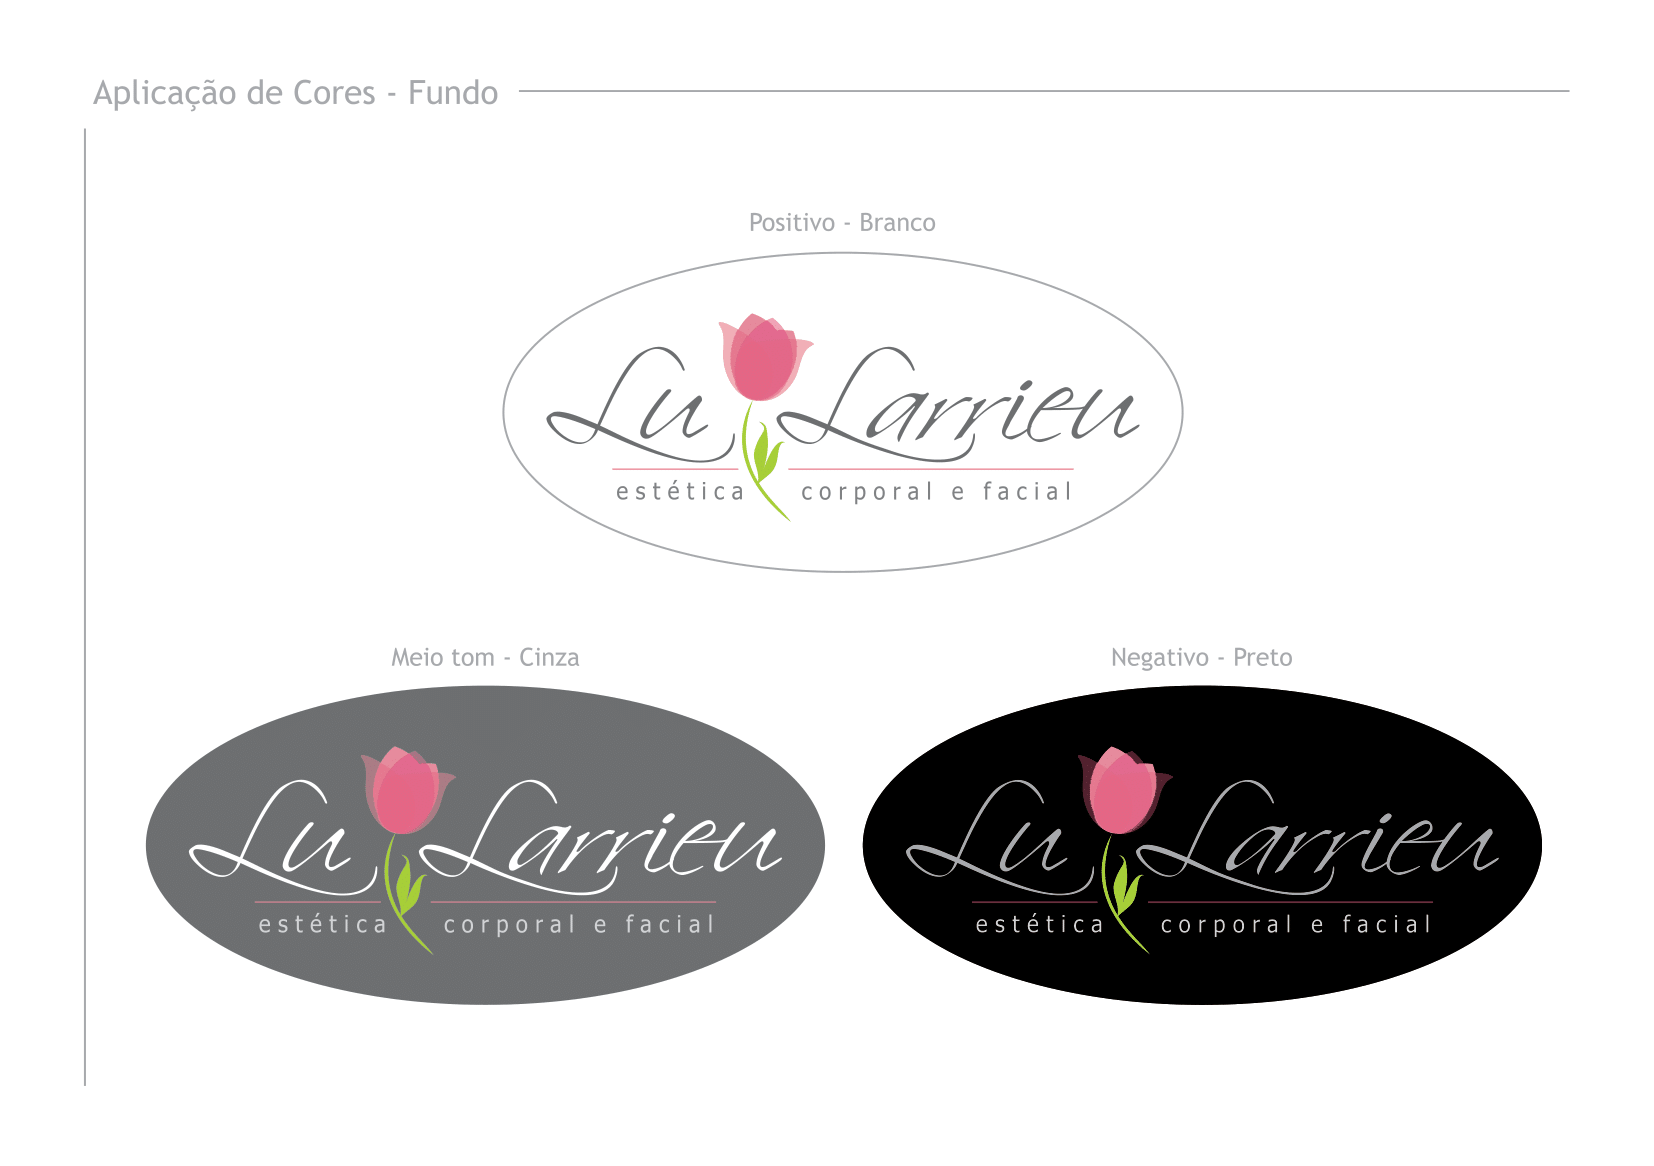 Aplicação de Cores - Fundo
Positivo - Branco
Lu Larrieu
estética corporal e facial
Meio tom - Cinza
Lu Larrieu
estética corporal e facial
Negativo - Preto
Lu Larrieu
estética corporal e facial